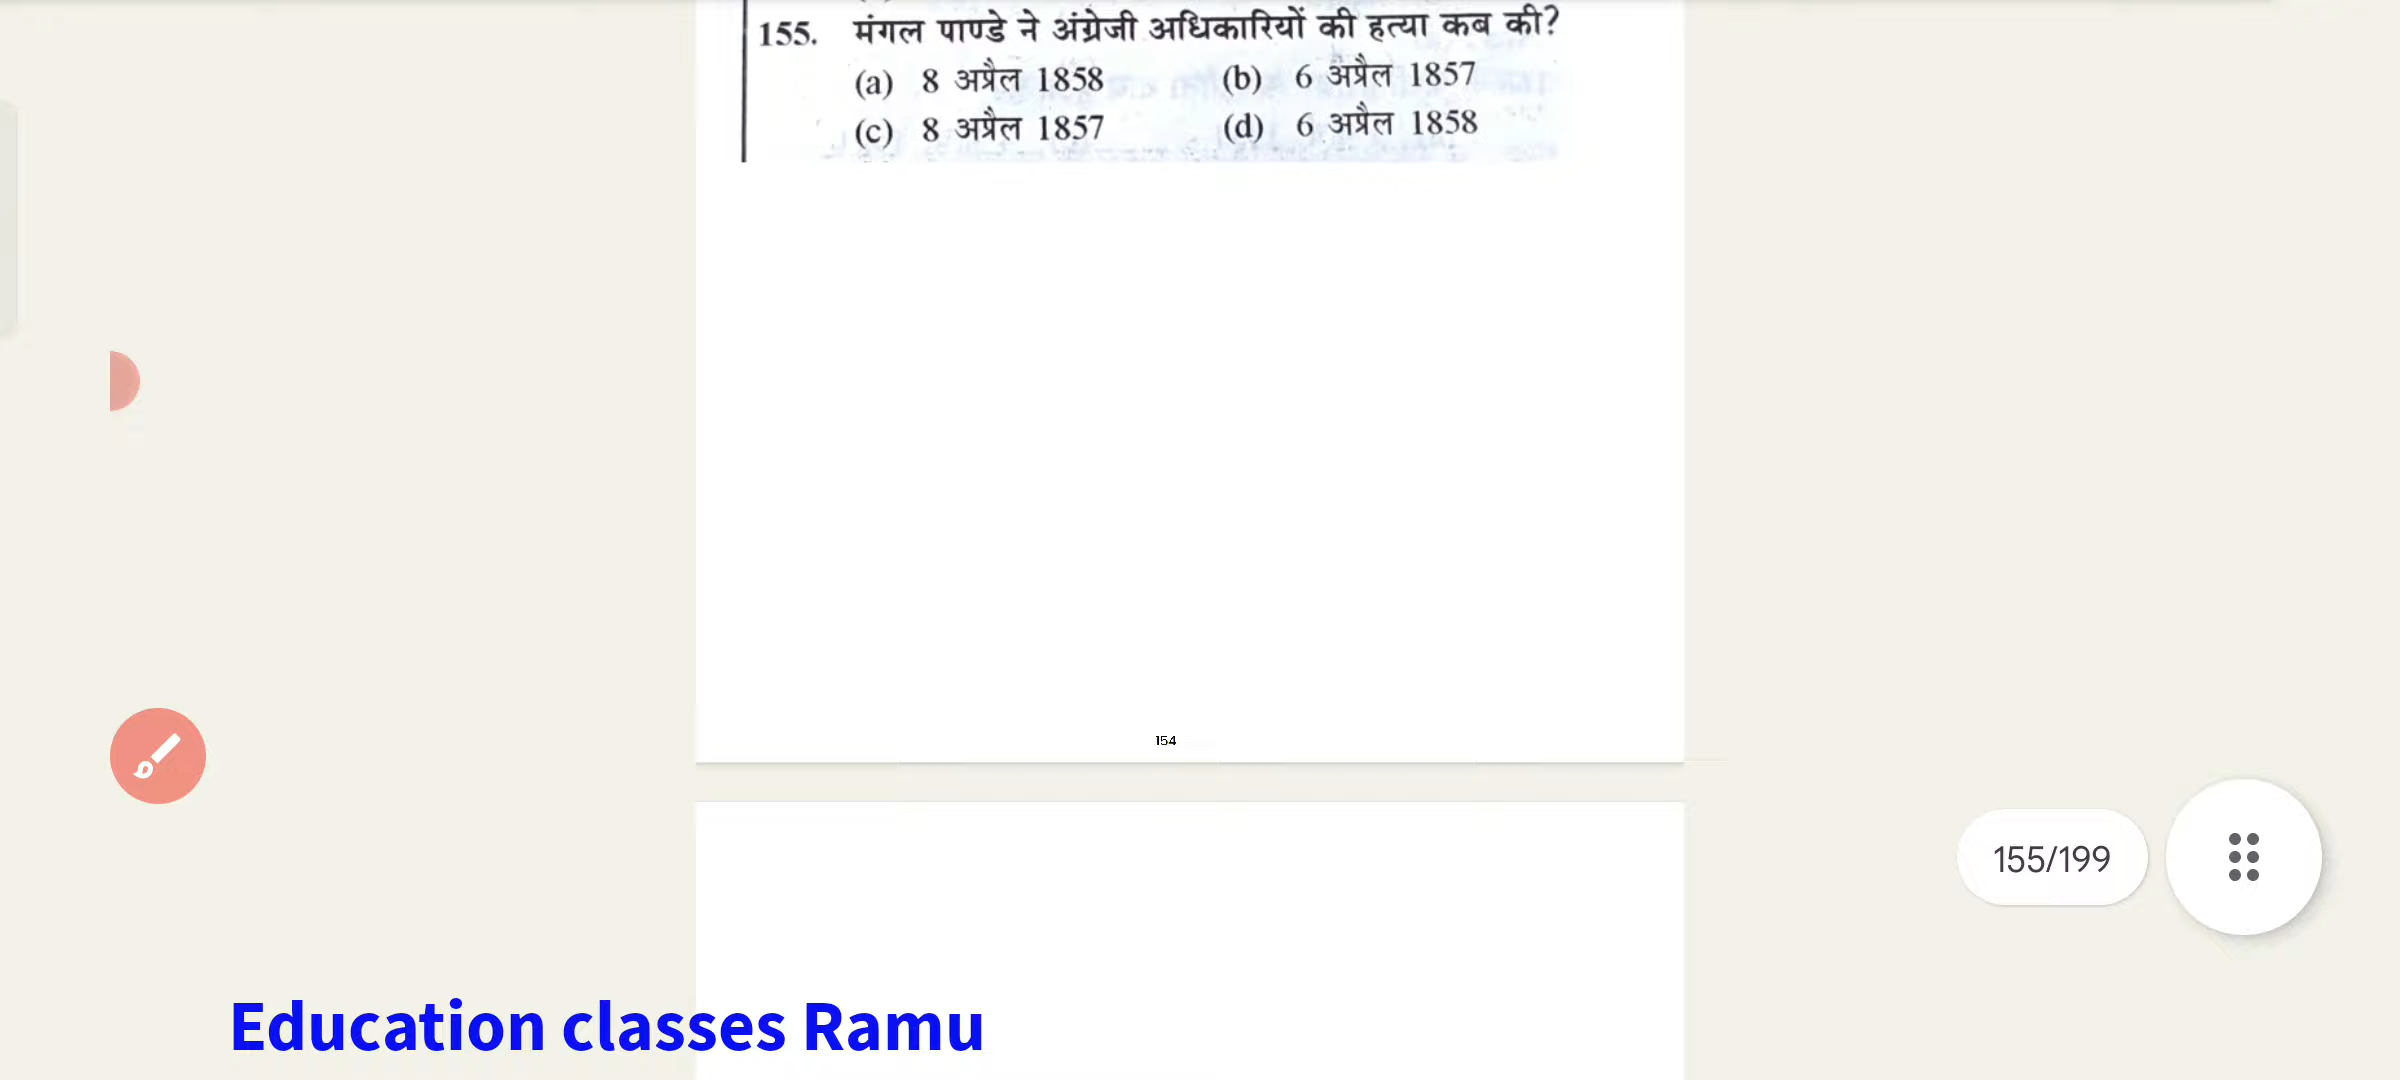 155. मंगल पाण्डे ने अंग्रेजी अधिकारियों की हत्या कब की?
(a) 8 अप्रैल 1858 (b) 6 अप्रैल 1857
(c) 8 अप्रैल 1857 (d) 6 अप्रैल 1858
154
155/199
Education classes Ramu